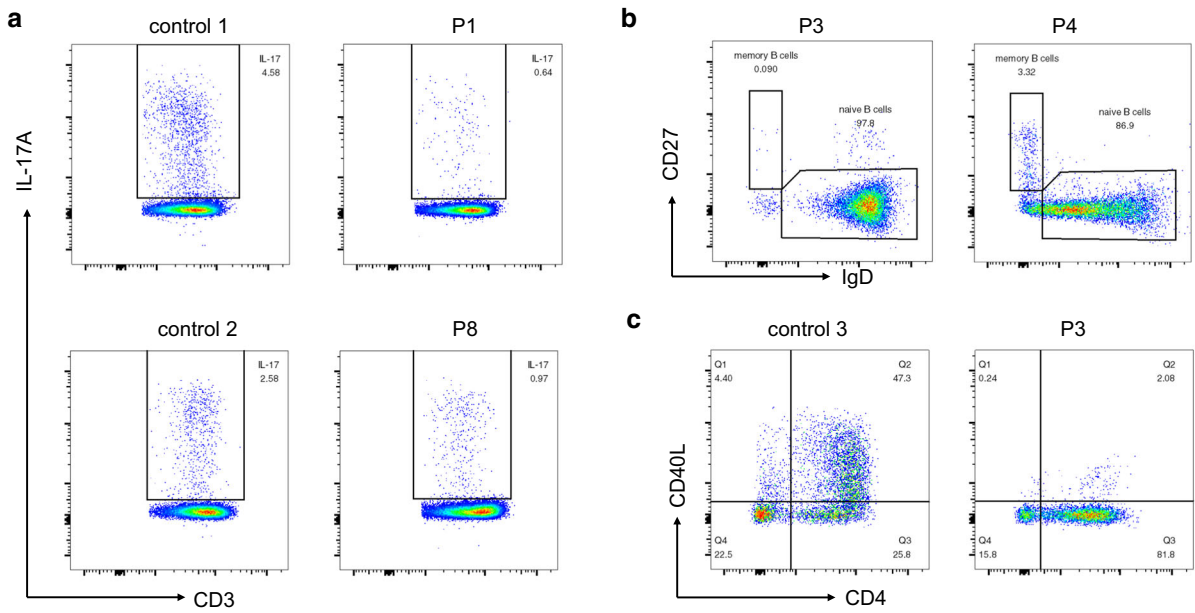 a
control 1
P1
IL-17
4.58
IL-17
0.64
IL-17A
control 2
P8
IL-17
2.58
IL-17
0.97
CD3
b
P3
P4
memory B cells
0.090
naive B cells
97.8
memory B cells
3.32
naive B cells
86.9
CD27
IgD
c
control 3
P3
Q1
4.40
Q2
47.3
Q4
22.5
Q3
25.8
Q1
0.24
Q2
2.08
Q4
15.8
Q3
81.8
CD40L
CD4